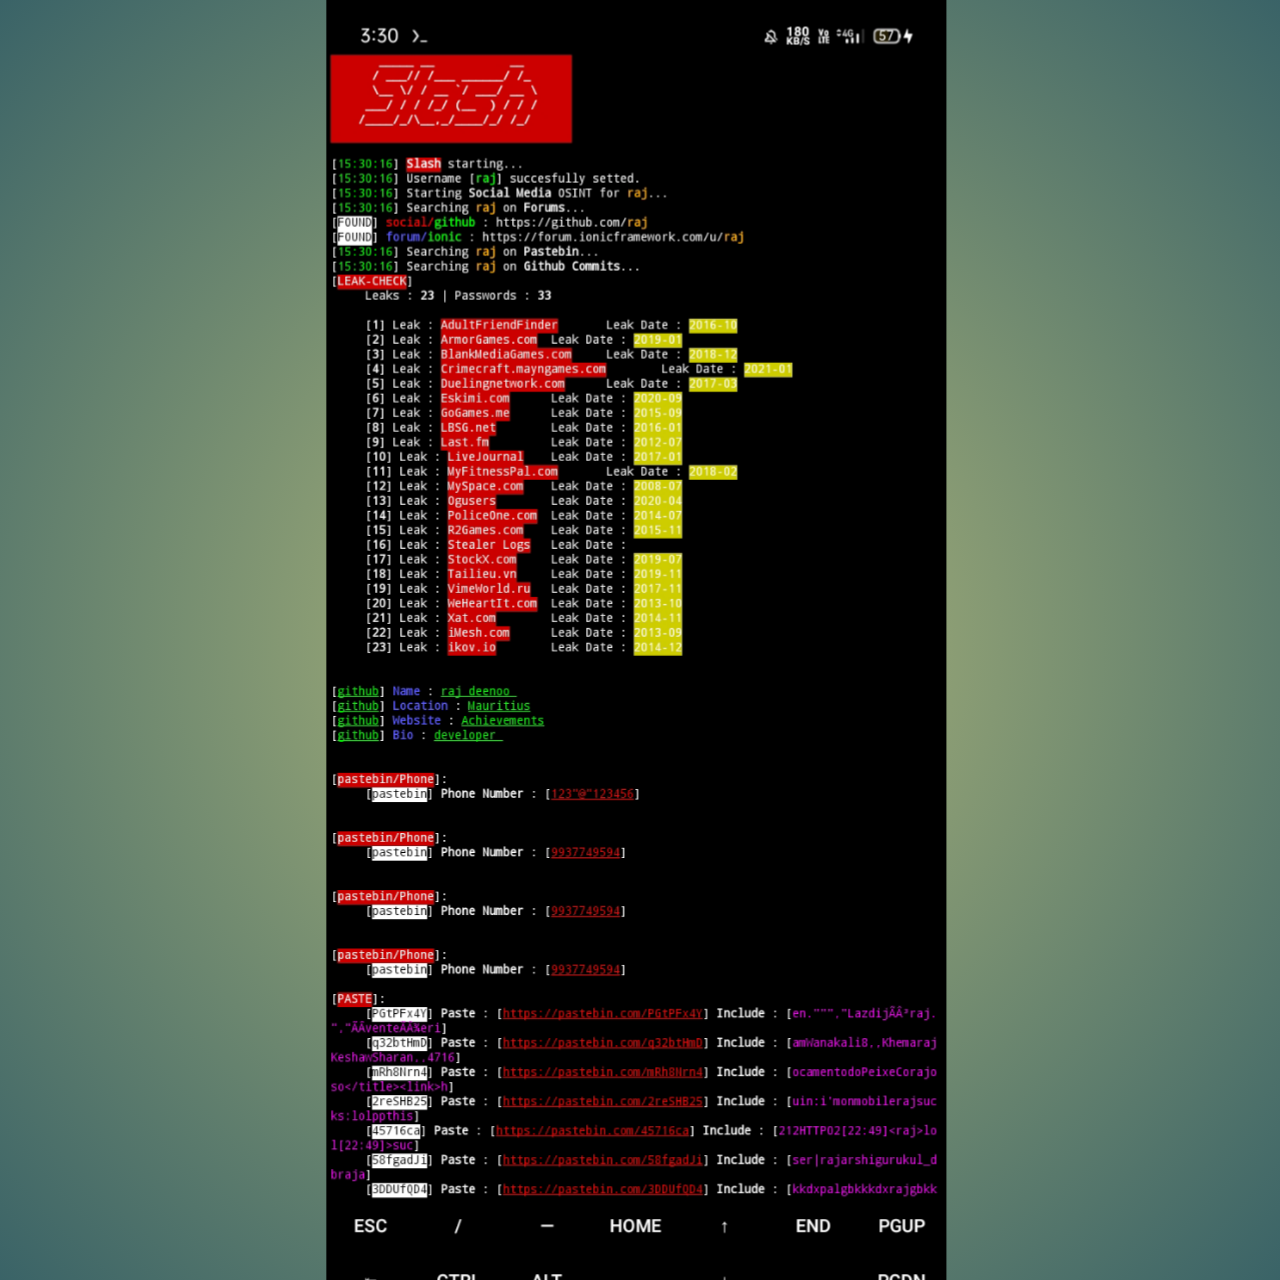 3:30 >_ 180 KB/S Vo LTE 4G 57
Slash
[15:30:16] Slash starting...
[15:30:16] Username [raj] succesfully setted.
[15:30:16] Starting Social Media OSINT for raj...
[15:30:16] Searching raj on Forums...
[FOUND] social/github : https://github.com/raj
[FOUND] forum/ionic : https://forum.ionicframework.com/u/raj
[15:30:16] Searching raj on Pastebin...
[15:30:16] Searching raj on Github Commits...
[LEAK-CHECK]
Leaks : 23 | Passwords : 33
[1] Leak : AdultFriendFinder Leak Date : 2016-10
[2] Leak : ArmorGames.com Leak Date : 2019-01
[3] Leak : BlankMediaGames.com Leak Date : 2018-12
[4] Leak : Crimecraft.mayngames.com Leak Date : 2021-01
[5] Leak : Duelingnetwork.com Leak Date : 2017-03
[6] Leak : Eskimi.com Leak Date : 2020-09
[7] Leak : GoGames.me Leak Date : 2015-09
[8] Leak : LBSG.net Leak Date : 2016-01
[9] Leak : Last.fm Leak Date : 2012-07
[10] Leak : LiveJournal Leak Date : 2017-01
[11] Leak : MyFitnessPal.com Leak Date : 2018-02
[12] Leak : MySpace.com Leak Date : 2008-07
[13] Leak : Ogusers Leak Date : 2020-04
[14] Leak : PoliceOne.com Leak Date : 2014-07
[15] Leak : R2Games.com Leak Date : 2015-11
[16] Leak : Stealer Logs Leak Date :
[17] Leak : StockX.com Leak Date : 2019-07
[18] Leak : Tailieu.vn Leak Date : 2019-11
[19] Leak : VimeWorld.ru Leak Date : 2017-11
[20] Leak : WeHeartIt.com Leak Date : 2013-10
[21] Leak : Xat.com Leak Date : 2014-11
[22] Leak : iMesh.com Leak Date : 2013-09
[23] Leak : ikov.io Leak Date : 2014-12
[github] Name : raj deenoo
[github] Location : Mauritius
[github] Website : Achievements
[github] Bio : developer
[pastebin/Phone]:
[pastebin] Phone Number : [123"@"123456]
[pastebin/Phone]:
[pastebin] Phone Number : [9937749594]
[pastebin/Phone]:
[pastebin] Phone Number : [9937749594]
[pastebin/Phone]:
[pastebin] Phone Number : [9937749594]
[PASTE]:
[PGtPFx4Y] Paste : [https://pastebin.com/PGtPFx4Y] Include : [en.""","LazdijÃÂ³raj.
","ÃÂventeÃÂ¾eri]
[q32btHmD] Paste : [https://pastebin.com/q32btHmD] Include : [amWanakali8,,Khemaraj
KeshawSharan,,4716]
[mRh8Nrn4] Paste : [https://pastebin.com/mRh8Nrn4] Include : [ocamentodoPeixeCorajo
so</title><link>h]
[2reSHB25] Paste : [https://pastebin.com/2reSHB25] Include : [uin:i'monmobilerajsuc
ks:lolppthis]
[45716ca] Paste : [https://pastebin.com/45716ca] Include : [212HTTP02[22:49]<raj>lo
l[22:49]>suc]
[58fgadJi] Paste : [https://pastebin.com/58fgadJi] Include : [ser|rajarshigurukul_d
braja]
[3DDUfQD4] Paste : [https://pastebin.com/3DDUfQD4] Include : [kkdxpalgbkkkdxrajgbkk
ESC / — HOME ↑ END PGUP
CTRL ALT ↓ PGDN